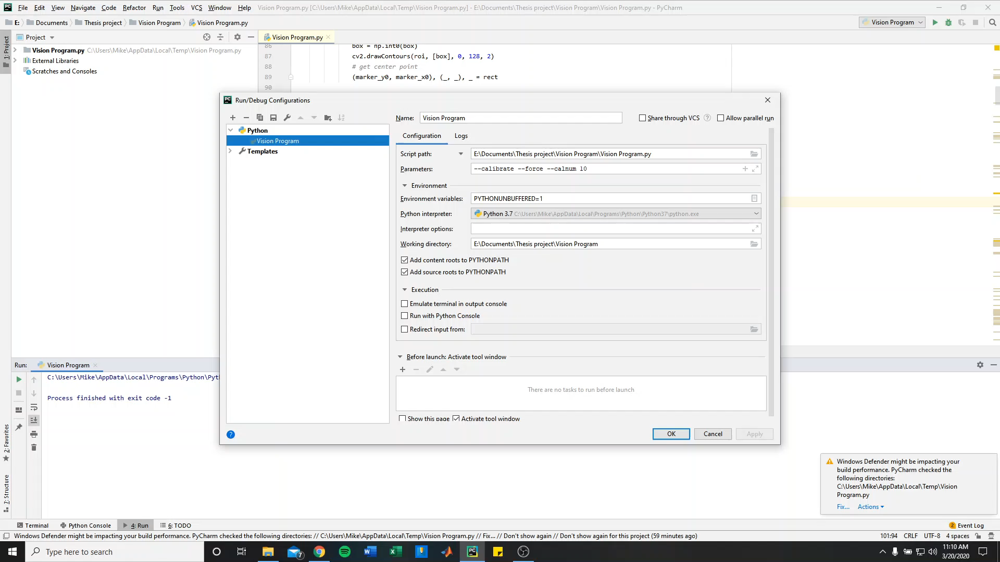 File Edit View Navigate Code Refactor Run Tools VCS Window Help Vision Program.py [C:\Users\Mike\AppData\Local\Temp\Vision Program.py] - E:\Documents\Thesis project\Vision Program\Vision Program.py - PyCharm
E: Documents Thesis project Vision Program Vision Program.py
Vision Program
1: Project
Project
Vision Program.py
Vision Program.py C:\Users\Mike\AppData\Local\Temp\Vision Program.py
External Libraries
Scratches and Consoles
86 box = np.int0(box)
87 cv2.drawContours(roi, [box], 0, 128, 2)
88 # get center point
89 (marker_y0, marker_x0), (_, _), _ = rect
90
Run/Debug Configurations
Python
Vision Program
Templates
Name: Vision Program Share through VCS Allow parallel run
Configuration Logs
Script path: E:\Documents\Thesis project\Vision Program\Vision Program.py
Parameters: --calibrate --force --calnum 10
Environment
Environment variables: PYTHONUNBUFFERED=1
Python interpreter: Python 3.7 C:\Users\Mike\AppData\Local\Programs\Python\Python37\python.exe
Interpreter options:
Working directory: E:\Documents\Thesis project\Vision Program
Add content roots to PYTHONPATH
Add source roots to PYTHONPATH
Execution
Emulate terminal in output console
Run with Python Console
Redirect input from:
Before launch: Activate tool window
There are no tasks to run before launch
Show this page Activate tool window
OK Cancel Apply
Run: Vision Program
C:\Users\Mike\AppData\Local\Programs\Python\Pyt
Process finished with exit code -1
2: Favorites
7: Structure
Windows Defender might be impacting your
build performance. PyCharm checked the
following directories:
C:\Users\Mike\AppData\Local\Temp\Vision
Program.py
Fix... Actions
Terminal Python Console 4: Run 6: TODO
2 Event Log
Windows Defender might be impacting your build performance. PyCharm checked the following directories: // C:\Users\Mike\AppData\Local\Temp\Vision Program.py // Fix... // Don't show again // Don't show again for this project (59 minutes ago)
101:94 CRLF UTF-8 4 spaces
Type here to search
7
11:10 AM
3/20/2020